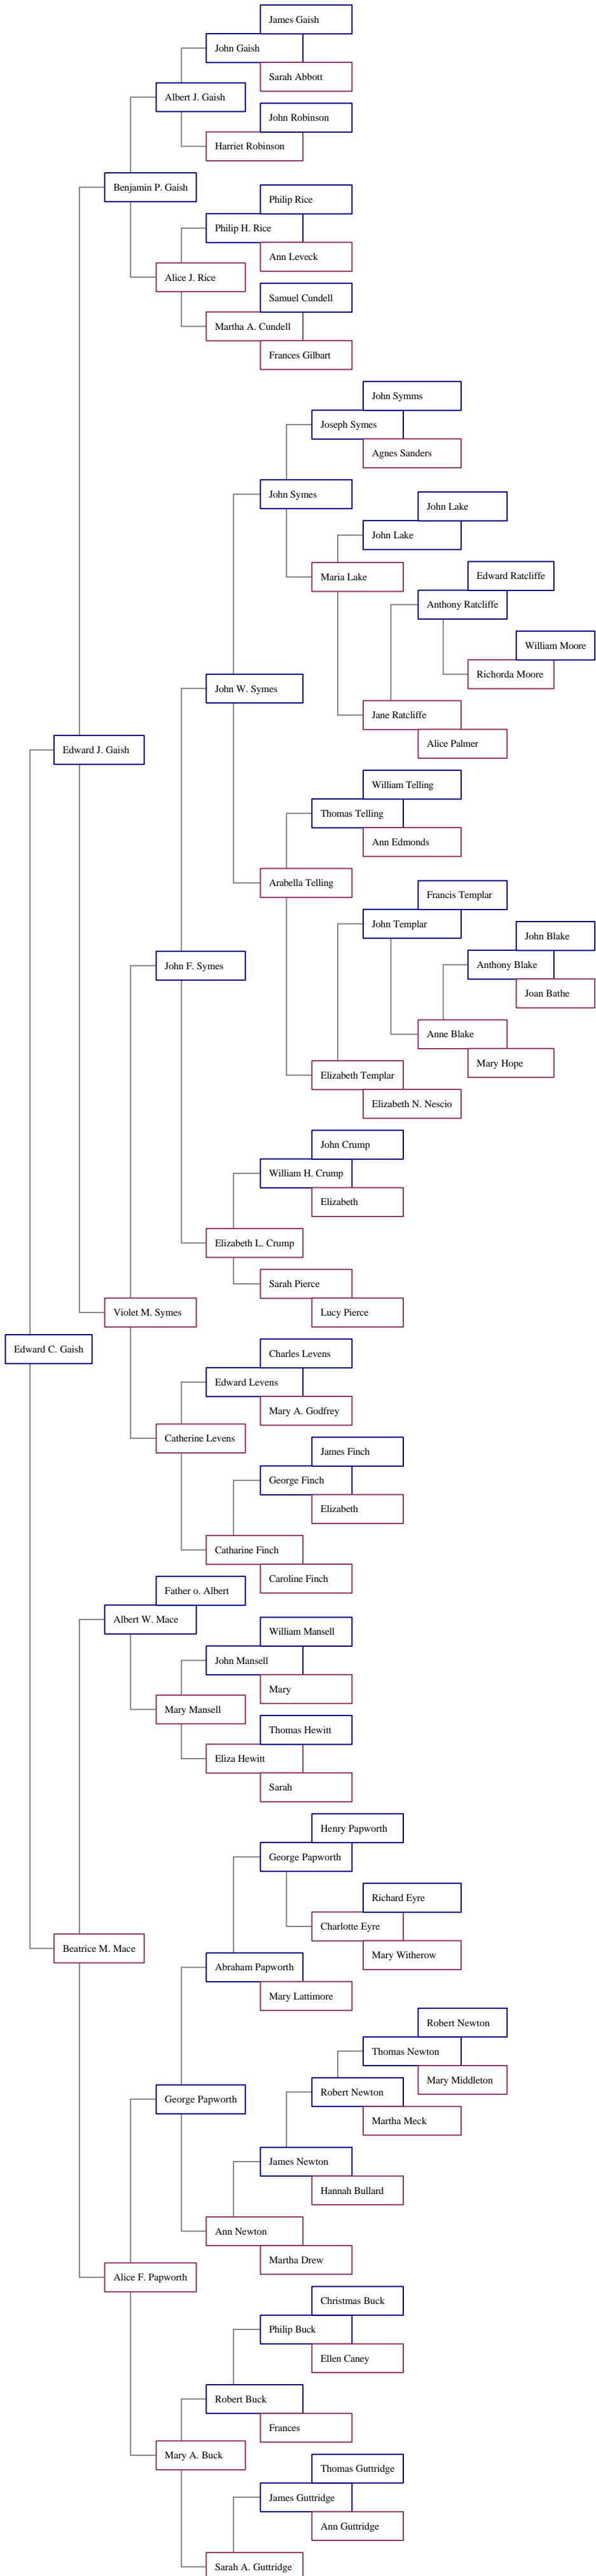 James Gaish
John Gaish
Sarah Abbott
Albert J. Gaish
John Robinson
Harriet Robinson
Benjamin P. Gaish
Philip Rice
Philip H. Rice
Ann Leveck
Alice J. Rice
Samuel Cundell
Martha A. Cundell
Frances Gilbart
John Symms
Joseph Symes
Agnes Sanders
John Symes
John Lake
John Lake
Edward Ratcliffe
Maria Lake
Anthony Ratcliffe
William Moore
Richorda Moore
John W. Symes
Jane Ratcliffe
Alice Palmer
Edward J. Gaish
William Telling
Thomas Telling
Ann Edmonds
Arabella Telling
Francis Templar
John Templar
John Blake
Anthony Blake
John F. Symes
Joan Bathe
Anne Blake
Mary Hope
Elizabeth Templar
Elizabeth N. Nescio
John Crump
William H. Crump
Elizabeth
Elizabeth L. Crump
Sarah Pierce
Violet M. Symes
Lucy Pierce
Edward C. Gaish
Charles Levens
Edward Levens
Mary A. Godfrey
Catherine Levens
James Finch
George Finch
Elizabeth
Catharine Finch
Caroline Finch
Father o. Albert
Albert W. Mace
William Mansell
John Mansell
Mary
Mary Mansell
Thomas Hewitt
Eliza Hewitt
Sarah
Henry Papworth
George Papworth
Richard Eyre
Charlotte Eyre
Beatrice M. Mace
Mary Witherow
Abraham Papworth
Mary Lattimore
Robert Newton
Thomas Newton
Mary Middleton
Robert Newton
George Papworth
Martha Meck
James Newton
Hannah Bullard
Ann Newton
Martha Drew
Alice F. Papworth
Christmas Buck
Philip Buck
Ellen Caney
Robert Buck
Frances
Mary A. Buck
Thomas Guttridge
James Guttridge
Ann Guttridge
Sarah A. Guttridge